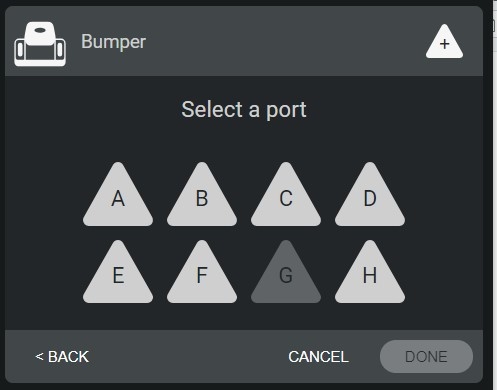 Bumper +
Select a port
A B C D
E F G H
< BACK CANCEL DONE